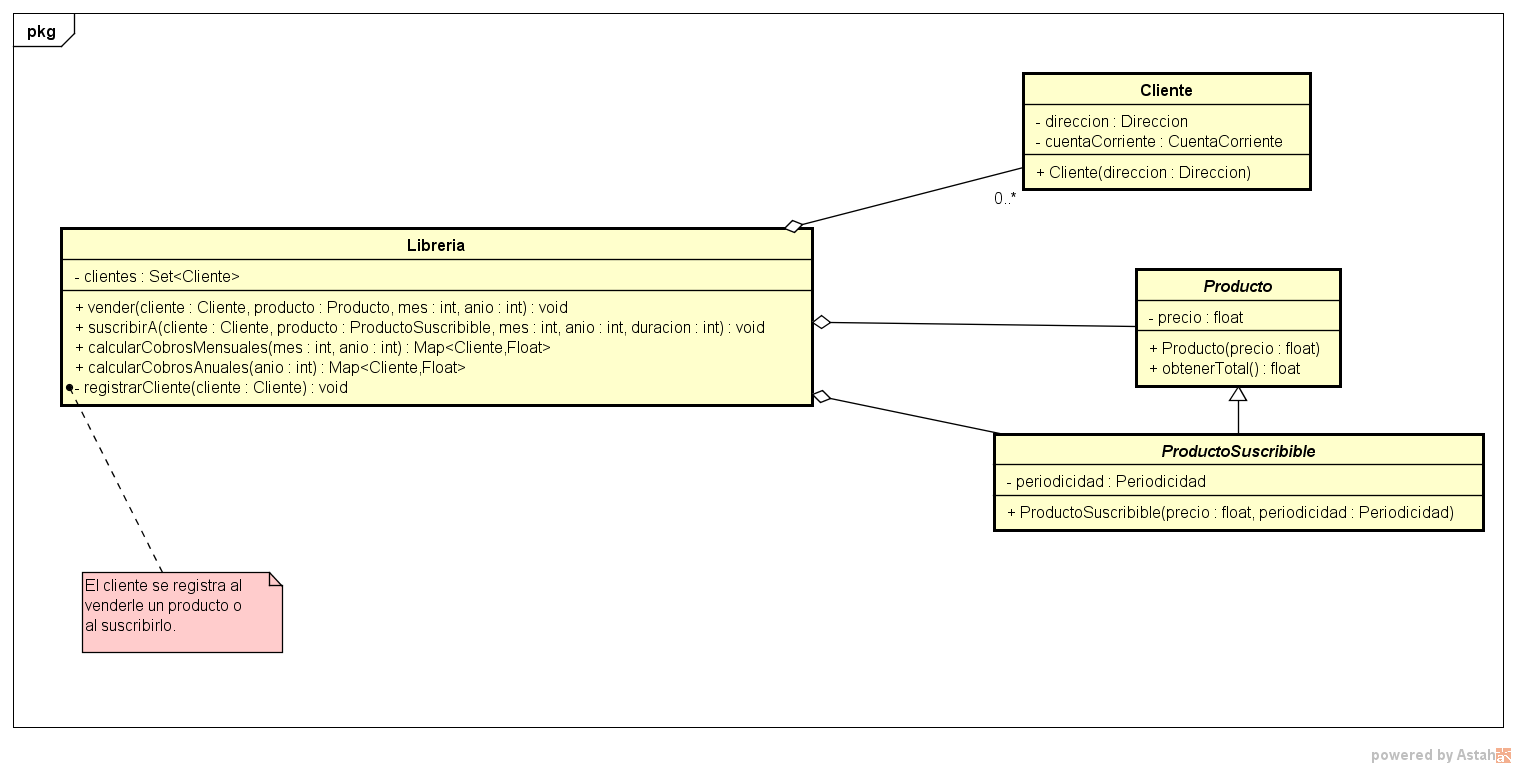 pkg
Cliente
- direccion : Direccion
- cuentaCorriente : CuentaCorriente
+ Cliente(direccion : Direccion)
0..*
Libreria
- clientes : Set<Cliente>
+ vender(cliente : Cliente, producto : Producto, mes : int, anio : int) : void
+ suscribirA(cliente : Cliente, producto : ProductoSuscribible, mes : int, anio : int, duracion : int) : void
+ calcularCobrosMensuales(mes : int, anio : int) : Map<Cliente,Float>
+ calcularCobrosAnuales(anio : int) : Map<Cliente,Float>
- registrarCliente(cliente : Cliente) : void
Producto
- precio : float
+ Producto(precio : float)
+ obtenerTotal() : float
ProductoSuscribible
- periodicidad : Periodicidad
+ ProductoSuscribible(precio : float, periodicidad : Periodicidad)
El cliente se registra al
venderle un producto o
al suscribirlo.
powered by Astah